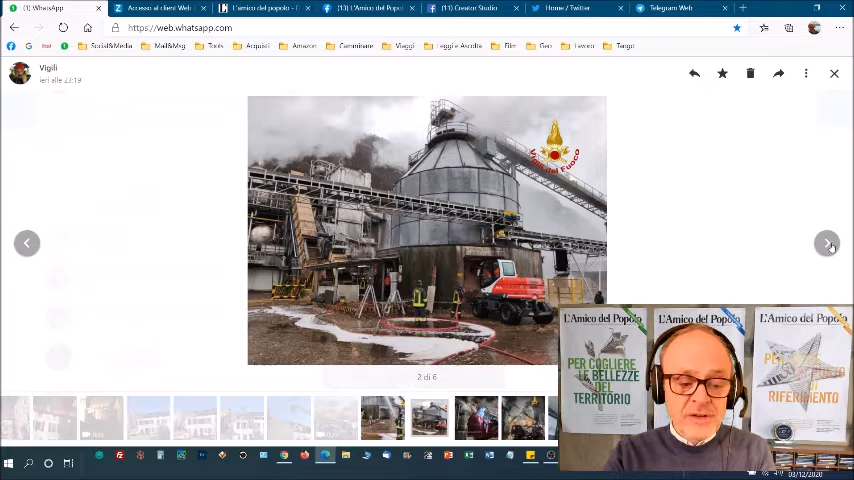 (1) WhatsApp
Accesso al client Web
L'amico del popolo - D
(13) L'Amico del Popol
(11) Creator Studio
Home / Twitter
Telegram Web
https://web.whatsapp.com
Social&Media
Mail&Msg
Tools
Acquisti
Amazon
Camminare
Viaggi
Leggi e Ascolta
Film
Geo
Lavoro
Tango
Vigili
ieri alle 23:19
Vigili del Fuoco
2 di 6
L'Amico del Popolo
PER COGLIERE
LE BELLEZZE
DEL
TERRITORIO
L'Amico del Popolo
L'Amico del Popolo
DI
RIFERIMENTO
03/12/2020